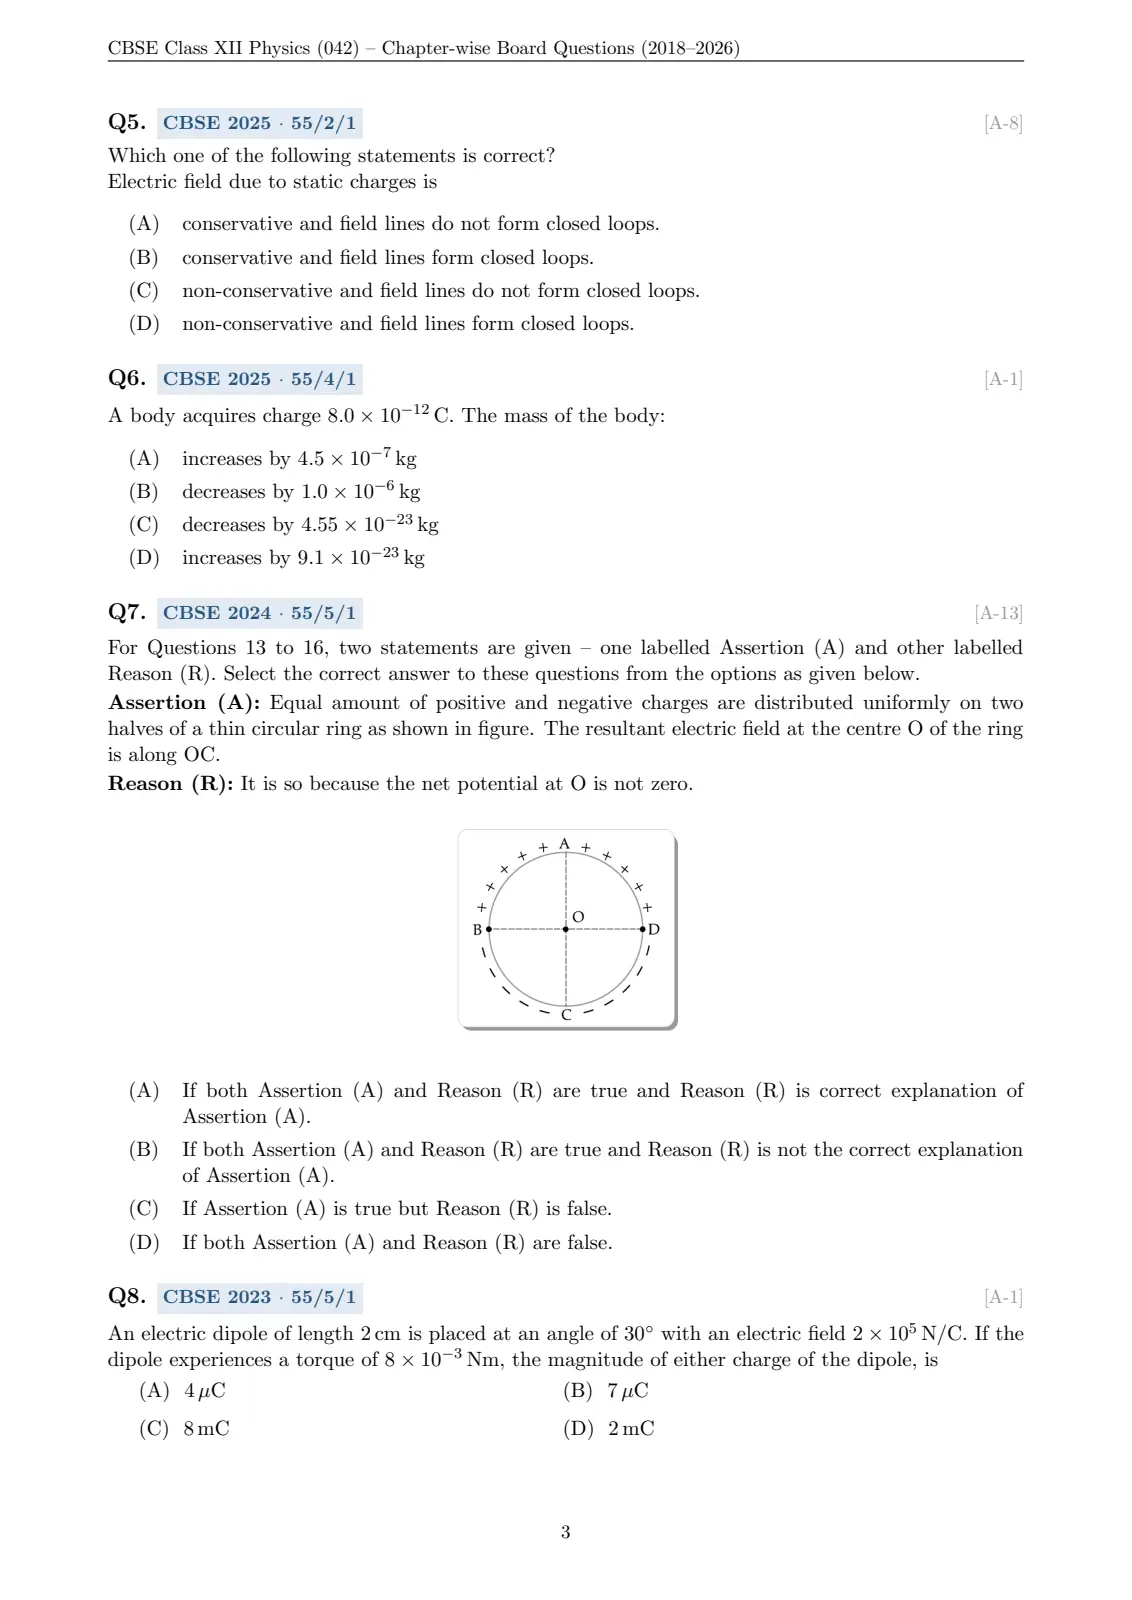 CBSE Class XII Physics (042) – Chapter-wise Board Questions (2018–2026)
Q5. CBSE 2025 · 55/2/1 [A-8]
Which one of the following statements is correct?
Electric field due to static charges is
(A) conservative and field lines do not form closed loops.
(B) conservative and field lines form closed loops.
(C) non-conservative and field lines do not form closed loops.
(D) non-conservative and field lines form closed loops.
Q6. CBSE 2025 · 55/4/1 [A-1]
A body acquires charge 8.0 × 10⁻¹² C. The mass of the body:
(A) increases by 4.5 × 10⁻⁷ kg
(B) decreases by 1.0 × 10⁻⁶ kg
(C) decreases by 4.55 × 10⁻²³ kg
(D) increases by 9.1 × 10⁻²³ kg
Q7. CBSE 2024 · 55/5/1 [A-13]
For Questions 13 to 16, two statements are given – one labelled Assertion (A) and other labelled
Reason (R). Select the correct answer to these questions from the options as given below.
Assertion (A): Equal amount of positive and negative charges are distributed uniformly on two
halves of a thin circular ring as shown in figure. The resultant electric field at the centre O of the ring
is along OC.
Reason (R): It is so because the net potential at O is not zero.
+ + + + + A + + + + +
O
B D
− − − − − C − − − − −
(A) If both Assertion (A) and Reason (R) are true and Reason (R) is correct explanation of
Assertion (A).
(B) If both Assertion (A) and Reason (R) are true and Reason (R) is not the correct explanation
of Assertion (A).
(C) If Assertion (A) is true but Reason (R) is false.
(D) If both Assertion (A) and Reason (R) are false.
Q8. CBSE 2023 · 55/5/1 [A-1]
An electric dipole of length 2 cm is placed at an angle of 30° with an electric field 2 × 10⁵ N/C. If the
dipole experiences a torque of 8 × 10⁻³ Nm, the magnitude of either charge of the dipole, is
(A) 4 μC (B) 7 μC
(C) 8 mC (D) 2 mC
3